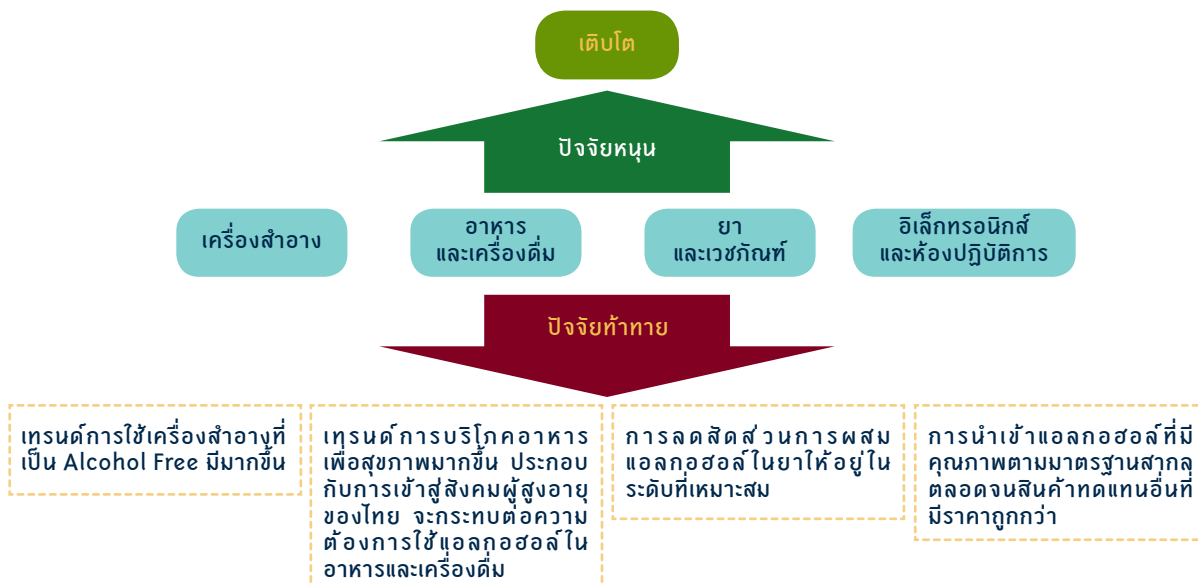 เติบโต
ปัจจัยหนุน
เครื่องสำอาง
อาหาร
และเครื่องดื่ม
ยา
และเวชภัณฑ์
อิเล็กทรอนิกส์
และห้องปฏิบัติการ
ปัจจัยท้าทาย
เทรนด์การใช้เครื่องสำอางที่
เป็น Alcohol Free มีมากขึ้น
เทรนด์การบริโภคอาหาร
เพื่อสุขภาพมากขึ้น ประกอบ
กับการเข้าสู่สังคมผู้สูงอายุ
ของไทย จะกระทบต่อความ
ต้องการใช้แอลกอฮอล์ใน
อาหารและเครื่องดื่ม
การลดสัดส่วนการผสม
แอลกอฮอล์ในยาให้อยู่ใน
ระดับที่เหมาะสม
การนำเข้าแอลกอฮอล์ที่มี
คุณภาพตามมาตรฐานสากล
ตลอดจนสินค้าทดแทนอื่นที่
มีราคาถูกกว่า